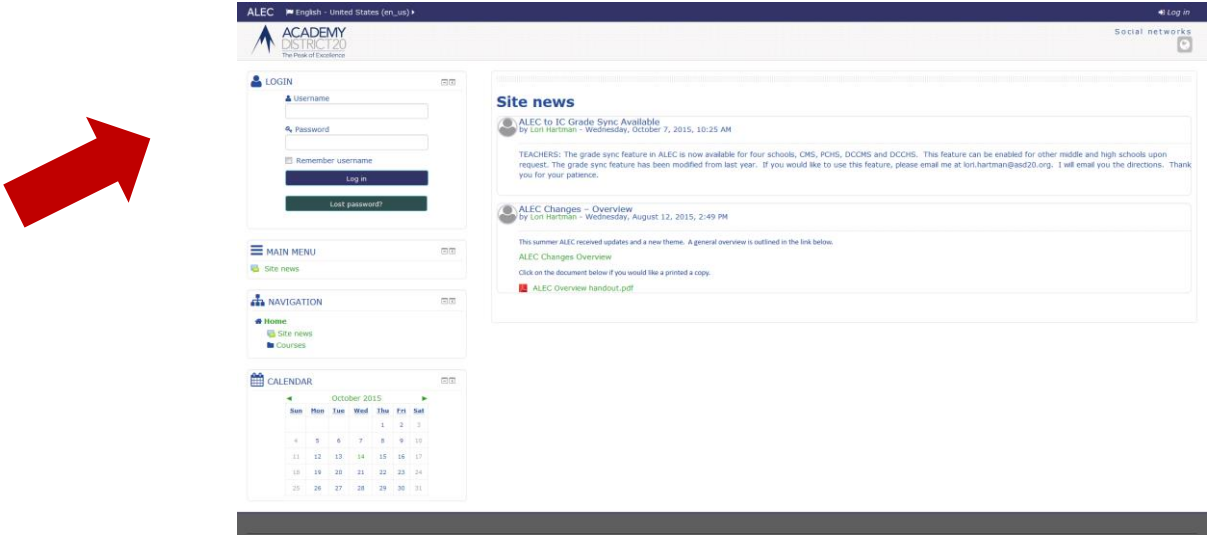 ALEC English - United States (en_us) Log in
ACADEMY
DISTRICT20
The Peak of Excellence
Social networks
LOGIN
Username
Password
Remember username
Log in
Lost password?
MAIN MENU
Site news
NAVIGATION
Home
Site news
Courses
CALENDAR
October 2015
Sun Mon Tue Wed Thu Fri Sat
1 2 3
4 5 6 7 8 9 10
11 12 13 14 15 16 17
18 19 20 21 22 23 24
25 26 27 28 29 30 31
Site news
ALEC to IC Grade Sync Available
by Lori Hartman - Wednesday, October 7, 2015, 10:25 AM
TEACHERS: The grade sync feature in ALEC is now available for four schools, CMS, PCHS, DCCMS and DCCHS. This feature can be enabled for other middle and high schools upon
request. The grade sync feature has been modified from last year. If you would like to use this feature, please email me at lori.hartman@asd20.org. I will email you the directions. Thank
you for your patience.
ALEC Changes – Overview
by Lori Hartman - Wednesday, August 12, 2015, 2:49 PM
This summer ALEC received updates and a new theme. A general overview is outlined in the link below.
ALEC Changes Overview
Click on the document below if you would like a printed a copy.
ALEC Overview handout.pdf